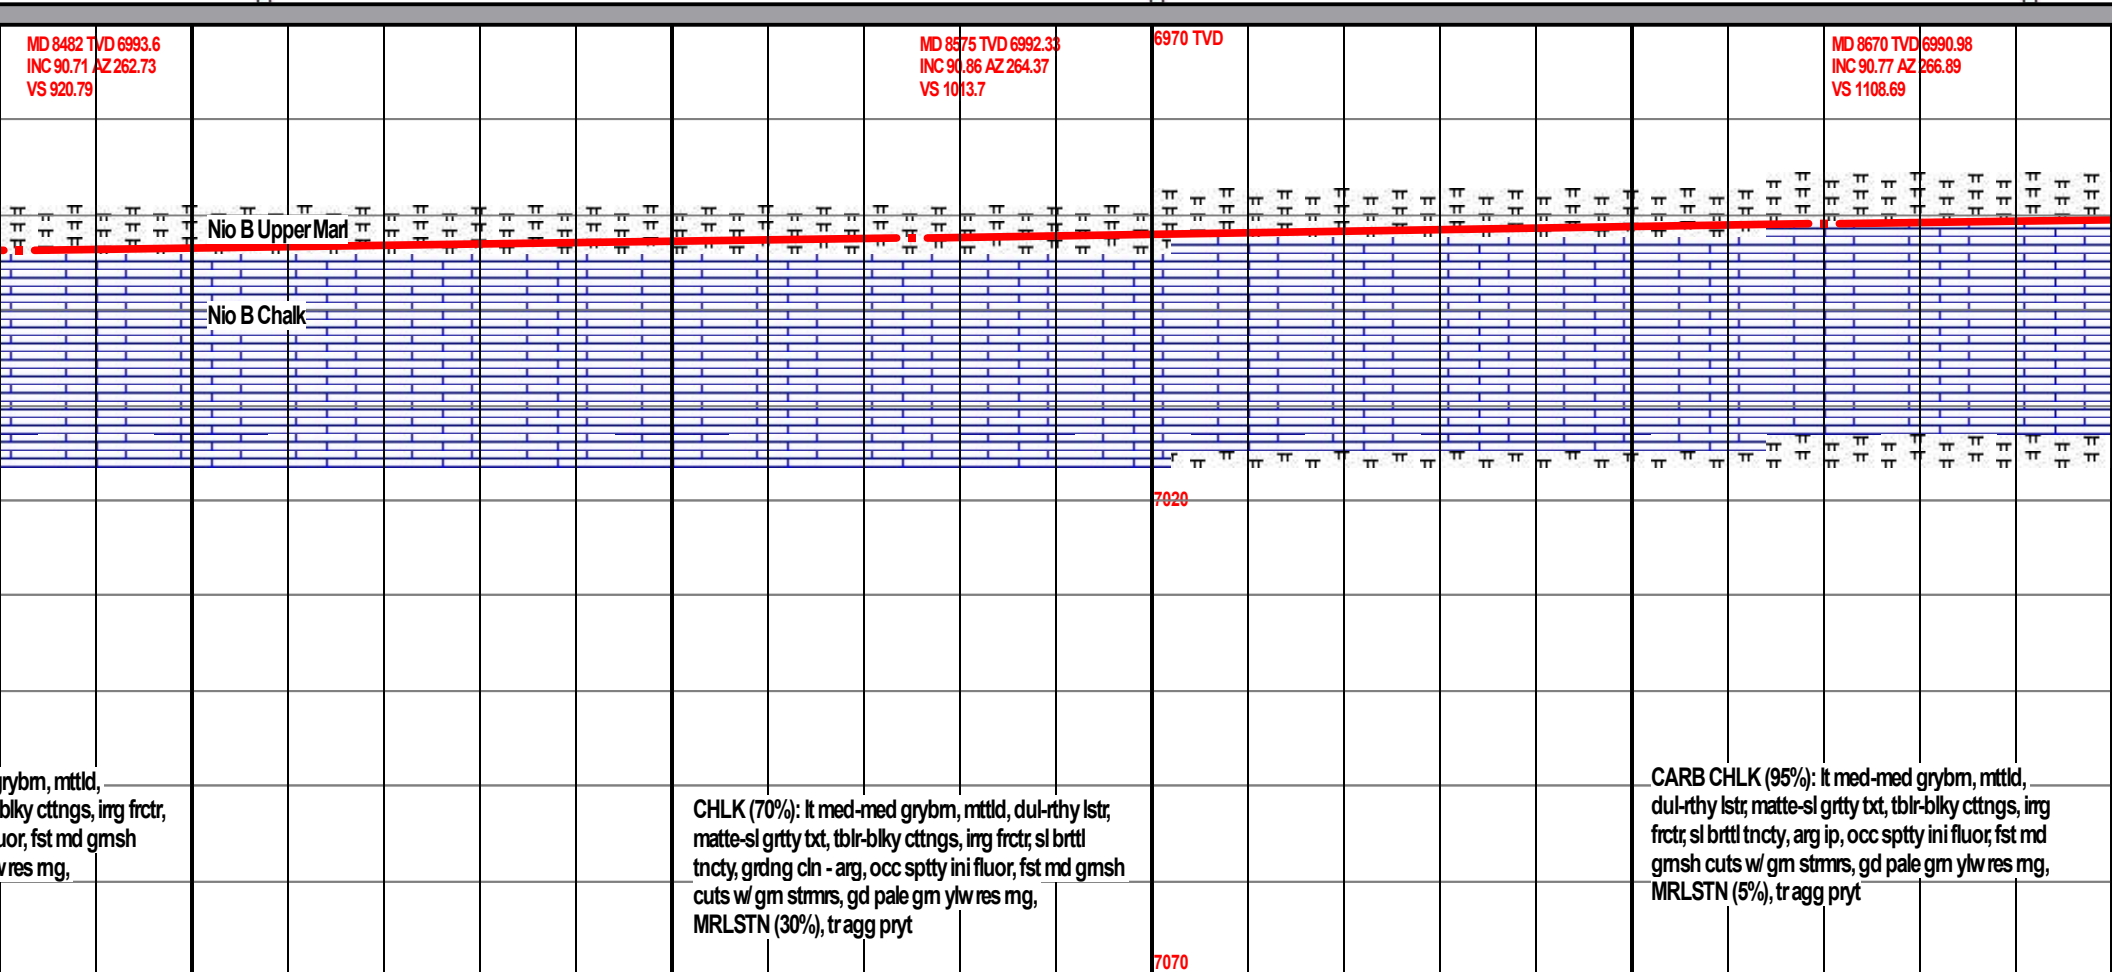 MD 8482 TVD 6993.6
INC 90.71 AZ 262.73
VS 920.79
MD 8575 TVD 6992.33
INC 90.86 AZ 264.37
VS 1013.7
6970 TVD
MD 8670 TVD 6990.98
INC 90.77 AZ 266.89
VS 1108.69
Nio B Upper Marl
Nio B Chalk
7020
grybrn, mttld,
blky cttngs, irrg frctr,
uor, fst md grnsh
res rng,
CHLK (70%): lt med-med grybrn, mttld, dul-rthy lstr,
matte-sl grtty txt, tblr-blky cttngs, irrg frctr, sl brttl
tncty, grdng cln - arg, occ sptty ini fluor, fst md grnsh
cuts w/ grn strmrs, gd pale grn ylw res rng,
MRLSTN (30%), tr agg pryt
CARB CHLK (95%): lt med-med grybrn, mttld,
dul-rthy lstr, matte-sl grtty txt, tblr-blky cttngs, irrg
frctr, sl brttl tncty, arg ip, occ sptty ini fluor, fst md
grnsh cuts w/ grn strmrs, gd pale grn ylw res rng,
MRLSTN (5%), tr agg pryt
7070